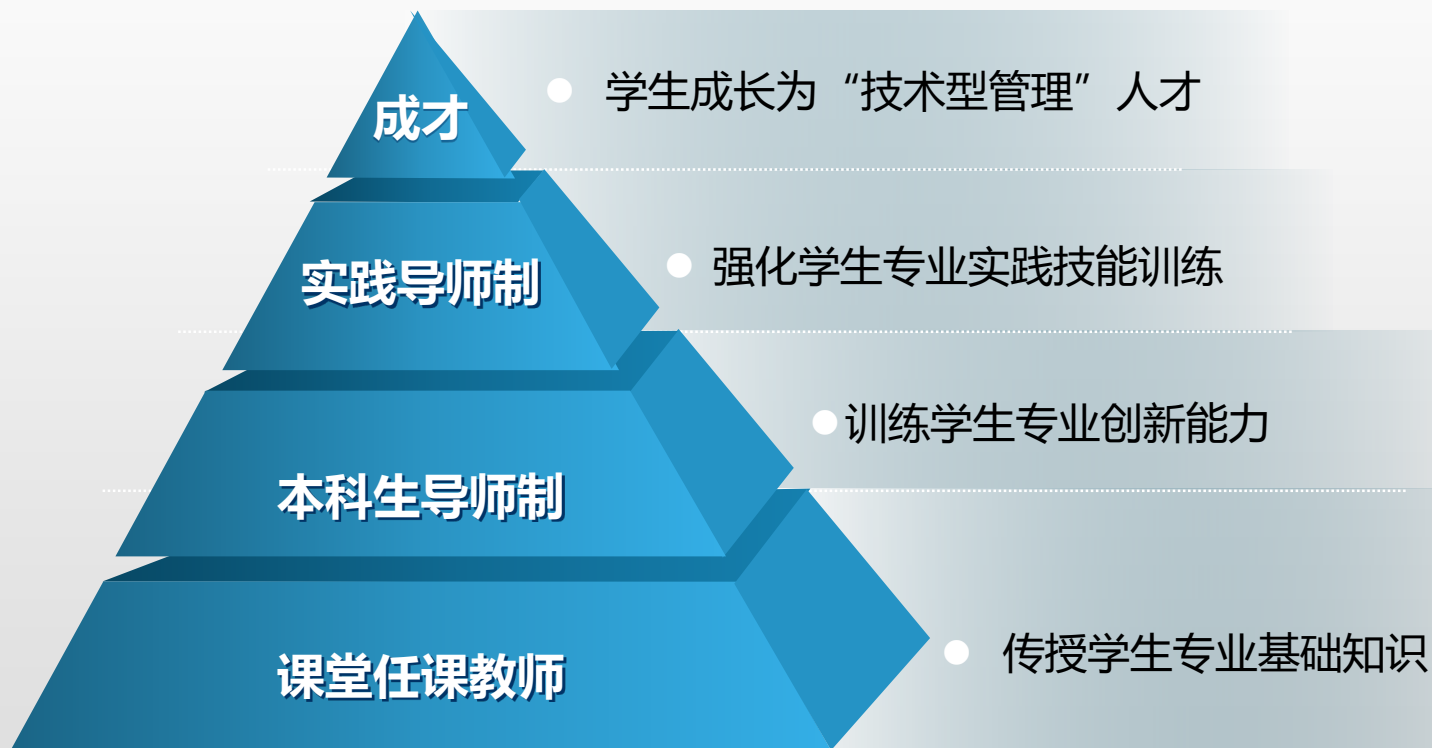 成才
学生成长为“技术型管理”人才
实践导师制
强化学生专业实践技能训练
本科生导师制
训练学生专业创新能力
课堂任课教师
传授学生专业基础知识